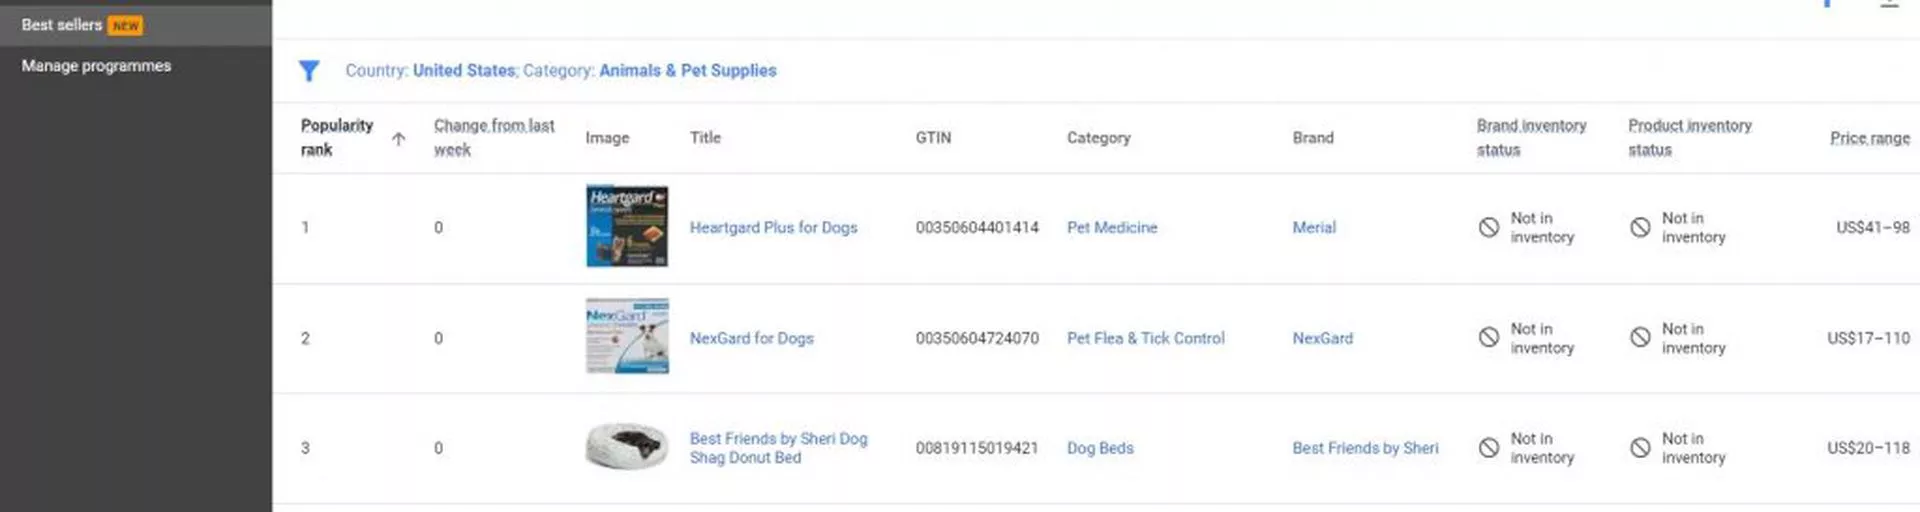 Best sellers NEW
Manage programmes
Country: United States; Category: Animals & Pet Supplies
Popularity rank
Change from last week
Image
Title
GTIN
Category
Brand
Brand inventory status
Product inventory status
Price range
1
0
Heartgard
Heartgard Plus for Dogs
00350604401414
Pet Medicine
Merial
Not in inventory
Not in inventory
US$41–98
2
0
NexGard
NexGard for Dogs
00350604724070
Pet Flea & Tick Control
NexGard
Not in inventory
Not in inventory
US$17–110
3
0
Best Friends by Sheri Dog
Shag Donut Bed
00819115019421
Dog Beds
Best Friends by Sheri
Not in inventory
Not in inventory
US$20–118